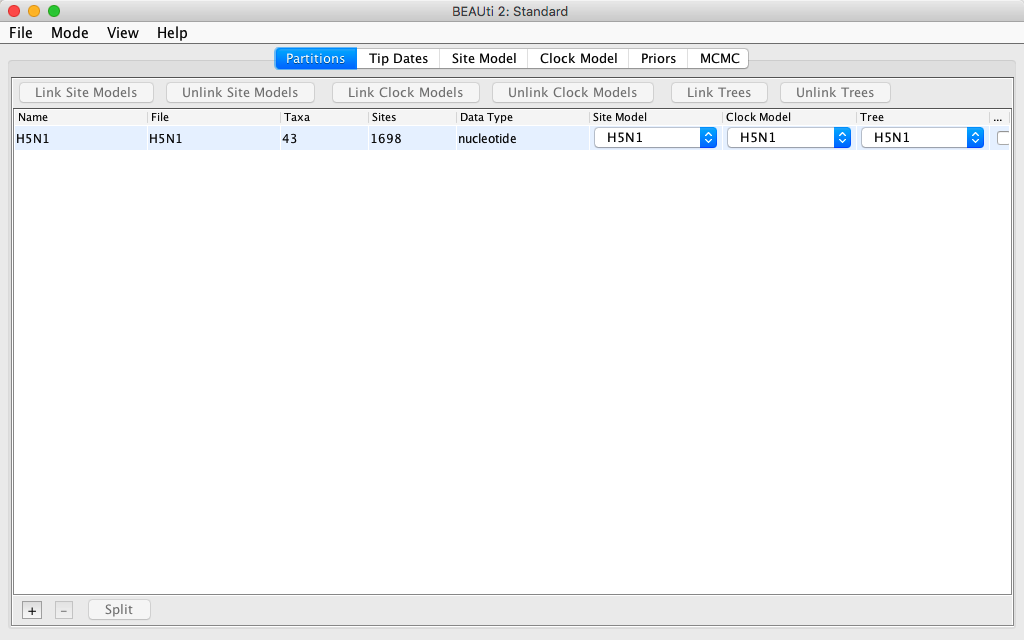 BEAUti 2: Standard
File Mode View Help
Partitions Tip Dates Site Model Clock Model Priors MCMC
Link Site Models Unlink Site Models Link Clock Models Unlink Clock Models Link Trees Unlink Trees
Name File Taxa Sites Data Type Site Model Clock Model Tree ...
H5N1 H5N1 43 1698 nucleotide H5N1 H5N1 H5N1
+ – Split